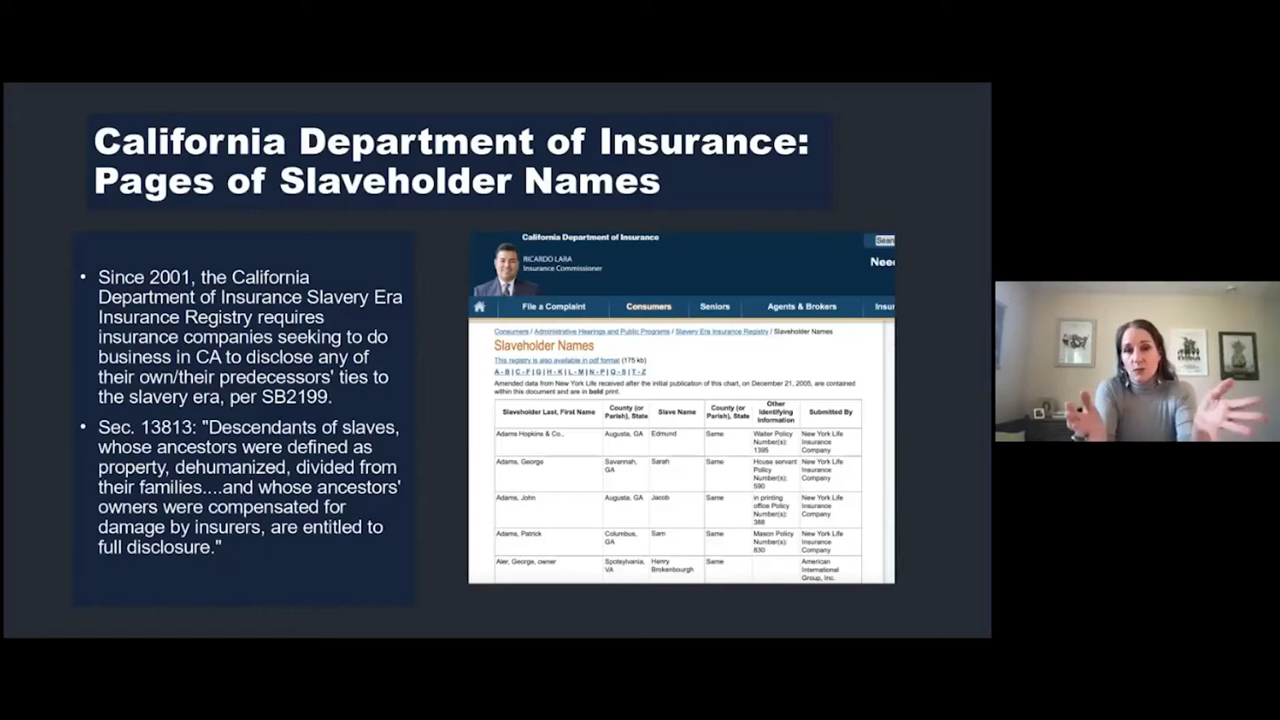 California Department of Insurance:
Pages of Slaveholder Names
• Since 2001, the California
Department of Insurance Slavery Era
Insurance Registry requires
insurance companies seeking to do
business in CA to disclose any of
their own/their predecessors' ties to
the slavery era, per SB2199.
• Sec. 13813: "Descendants of slaves,
whose ancestors were defined as
property, dehumanized, divided from
their families....and whose ancestors'
owners were compensated for
damage by insurers, are entitled to
full disclosure."
California Department of Insurance
Sear
RICARDO LARA
Insurance Commissioner
Nee
File a Complaint Consumers Seniors Agents & Brokers Insur
Consumers / Administrative Hearings and Public Programs / Slavery Era Insurance Registry / Slaveholder Names
Slaveholder Names
This registry is also available in pdf format (175 kb)
A - B | C - F | G | H - K | L - M | N - P | Q - S | T - Z
Amended data from New York Life received after the initial publication of this chart, on December 21, 2005, are contained
within this document and are in bold print.
Slaveholder Last, First Name County (or Parish), State Slave Name County (or Parish), State Other Identifying Information Submitted By
Adams Hopkins & Co., Augusta, GA Edmund Same Waiter Policy Number(s): 1395 New York Life Insurance Company
Adams, George Savannah, GA Sarah Same House servant Policy Number(s): 590 New York Life Insurance Company
Adams, John Augusta, GA Jacob Same in printing office Policy Number(s): 388 New York Life Insurance Company
Adams, Patrick Columbus, GA Sam Same Mason Policy Number(s): 830 New York Life Insurance Company
Aler, George, owner Spotsylvania, VA Henry Brokenbourgh Same American International Group, Inc.